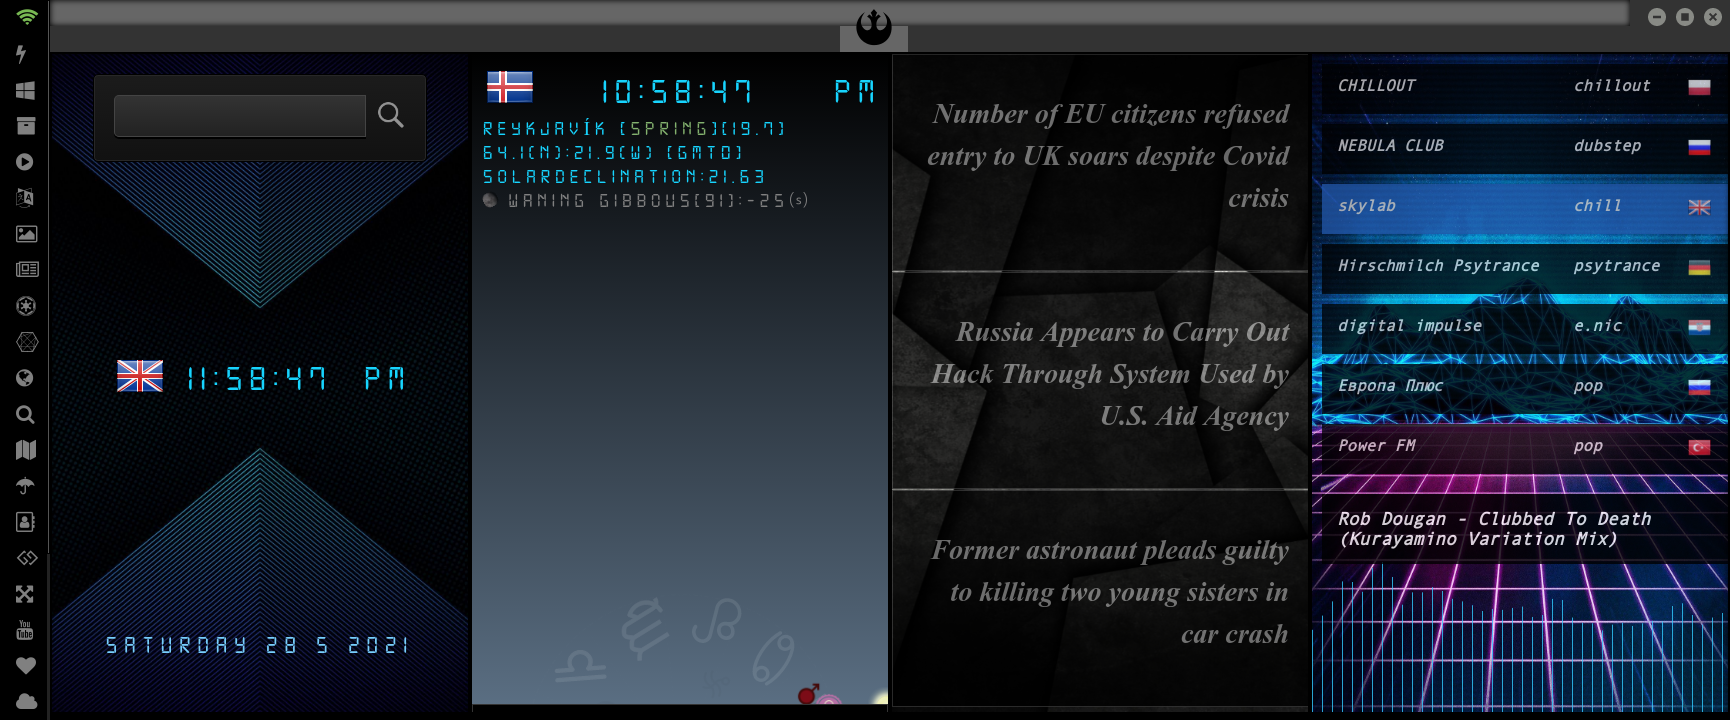 11:58:47 PM
SATURDAY 28 5 2021
10:58:47 PM
REYKJAVÍK [SPRING][19.7]
64.1(N):21.9(W) [GMT0]
SOLARDECLINATION:21.63
WANING GIBBOUS(91):-25(s)
Number of EU citizens refused
entry to UK soars despite Covid
crisis
Russia Appears to Carry Out
Hack Through System Used by
U.S. Aid Agency
Former astronaut pleads guilty
to killing two young sisters in
car crash
CHILLOUT chillout
NEBULA CLUB dubstep
skylab chill
Hirschmilch Psytrance psytrance
digital impulse e.nic
Европа Плюс pop
Power FM pop
Rob Dougan - Clubbed To Death
(Kurayamino Variation Mix)
You
Tube